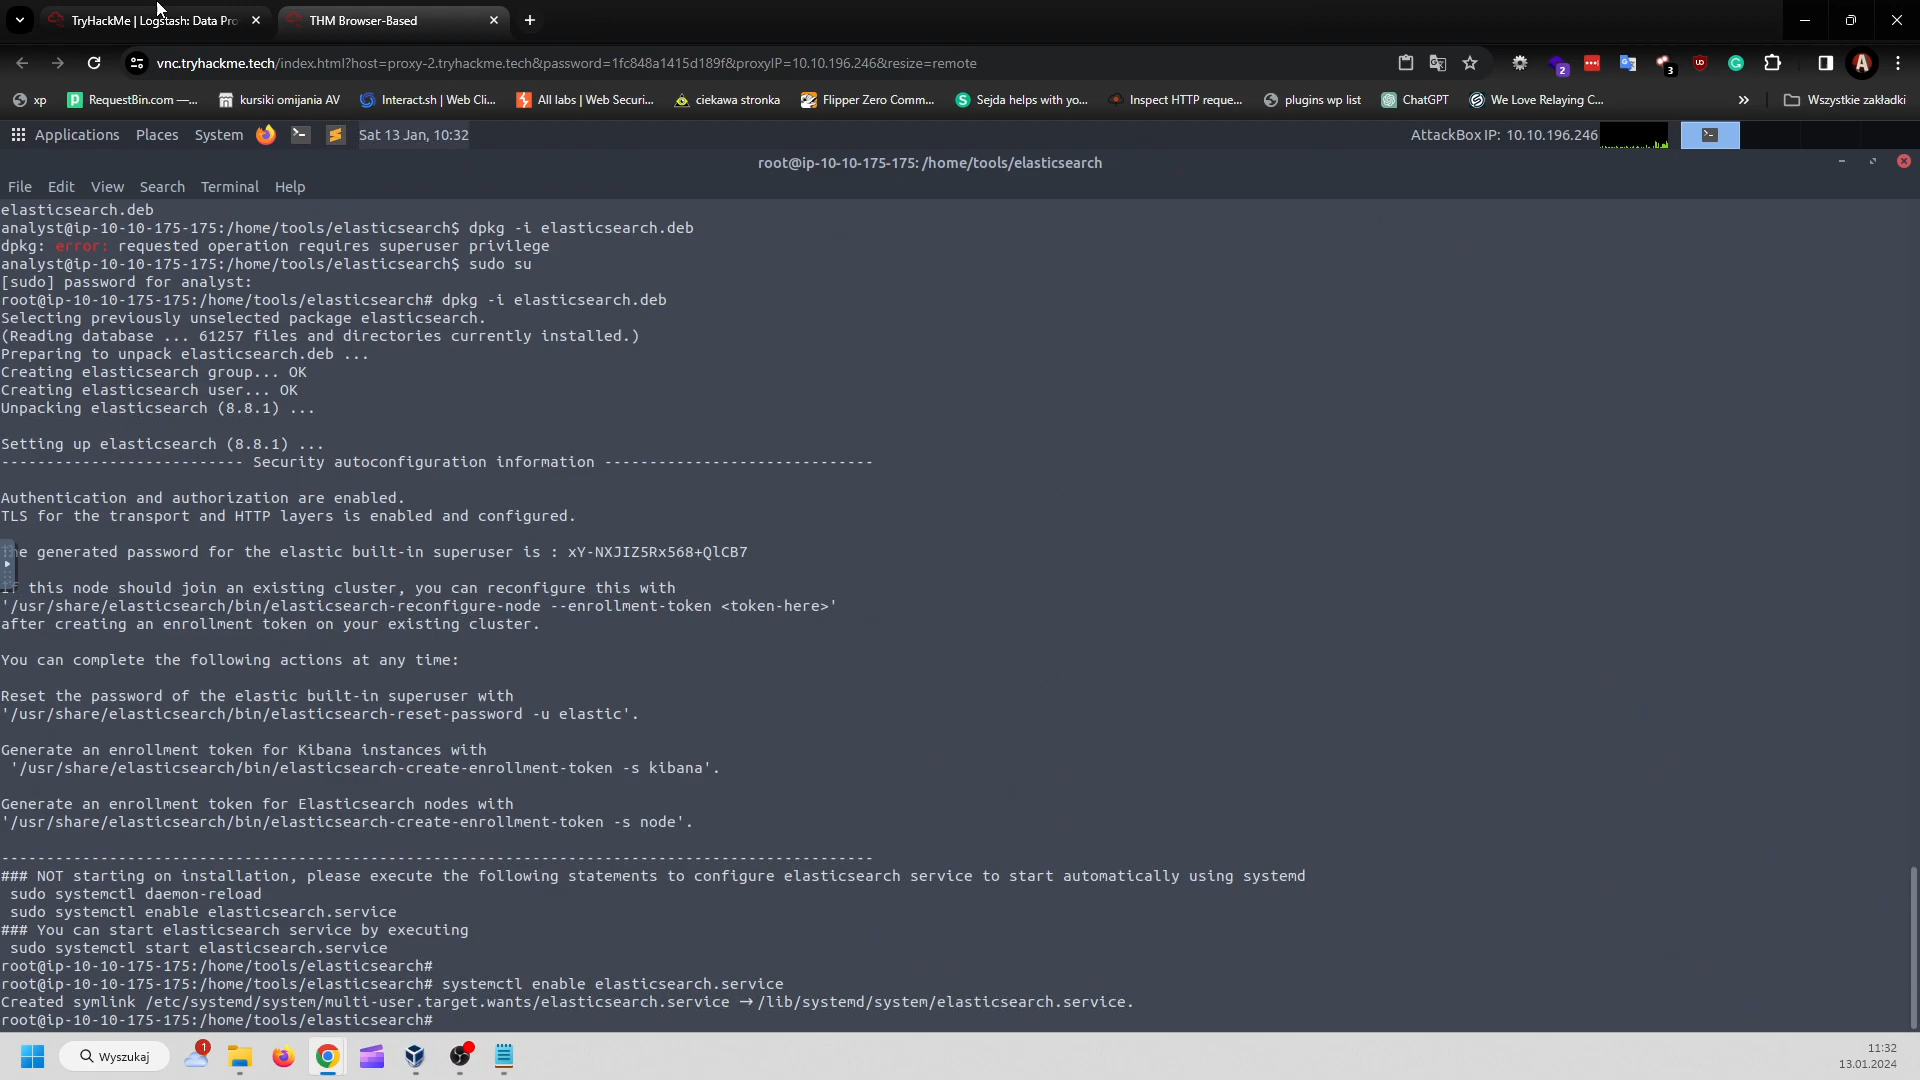 TryHackMe | Logstash: Data Pro
THM Browser-Based
vnc.tryhackme.tech/index.html?host=proxy-2.tryhackme.tech&password=1fc848a1415d189f&proxyIP=10.10.196.246&resize=remote
2
3
A
xp
RequestBin.com —...
kursiki omijania AV
Interact.sh | Web Cli...
All labs | Web Securi...
ciekawa stronka
Flipper Zero Comm...
Sejda helps with yo...
Inspect HTTP reque...
plugins wp list
ChatGPT
We Love Relaying C...
»
Wszystkie zakładki
Applications Places System
Sat 13 Jan, 10:32
AttackBox IP: 10.10.196.246
root@ip-10-10-175-175: /home/tools/elasticsearch
File Edit View Search Terminal Help
elasticsearch.deb
analyst@ip-10-10-175-175:/home/tools/elasticsearch$ dpkg -i elasticsearch.deb
dpkg: error: requested operation requires superuser privilege
analyst@ip-10-10-175-175:/home/tools/elasticsearch$ sudo su
[sudo] password for analyst:
root@ip-10-10-175-175:/home/tools/elasticsearch# dpkg -i elasticsearch.deb
Selecting previously unselected package elasticsearch.
(Reading database ... 61257 files and directories currently installed.)
Preparing to unpack elasticsearch.deb ...
Creating elasticsearch group... OK
Creating elasticsearch user... OK
Unpacking elasticsearch (8.8.1) ...
Setting up elasticsearch (8.8.1) ...
--------------------------- Security autoconfiguration information ------------------------------
Authentication and authorization are enabled.
TLS for the transport and HTTP layers is enabled and configured.
he generated password for the elastic built-in superuser is : xY-NXJIZ5Rx568+QlCB7
If this node should join an existing cluster, you can reconfigure this with
'/usr/share/elasticsearch/bin/elasticsearch-reconfigure-node --enrollment-token <token-here>'
after creating an enrollment token on your existing cluster.
You can complete the following actions at any time:
Reset the password of the elastic built-in superuser with
'/usr/share/elasticsearch/bin/elasticsearch-reset-password -u elastic'.
Generate an enrollment token for Kibana instances with
'/usr/share/elasticsearch/bin/elasticsearch-create-enrollment-token -s kibana'.
Generate an enrollment token for Elasticsearch nodes with
'/usr/share/elasticsearch/bin/elasticsearch-create-enrollment-token -s node'.
-------------------------------------------------------------------------------------------------
### NOT starting on installation, please execute the following statements to configure elasticsearch service to start automatically using systemd
sudo systemctl daemon-reload
sudo systemctl enable elasticsearch.service
### You can start elasticsearch service by executing
sudo systemctl start elasticsearch.service
root@ip-10-10-175-175:/home/tools/elasticsearch#
root@ip-10-10-175-175:/home/tools/elasticsearch# systemctl enable elasticsearch.service
Created symlink /etc/systemd/system/multi-user.target.wants/elasticsearch.service → /lib/systemd/system/elasticsearch.service.
root@ip-10-10-175-175:/home/tools/elasticsearch#
Wyszukaj
1
11:32
13.01.2024